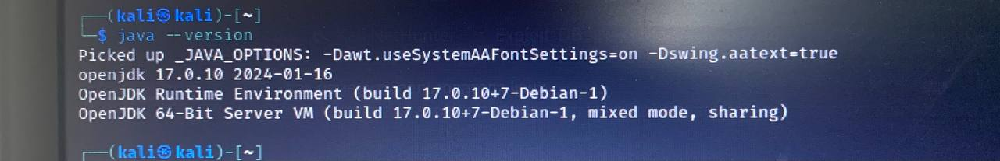 ┌──(kali㉿kali)-[~]
└─$ java --version
Picked up _JAVA_OPTIONS: -Dawt.useSystemAAFontSettings=on -Dswing.aatext=true
openjdk 17.0.10 2024-01-16
OpenJDK Runtime Environment (build 17.0.10+7-Debian-1)
OpenJDK 64-Bit Server VM (build 17.0.10+7-Debian-1, mixed mode, sharing)
┌──(kali㉿kali)-[~]